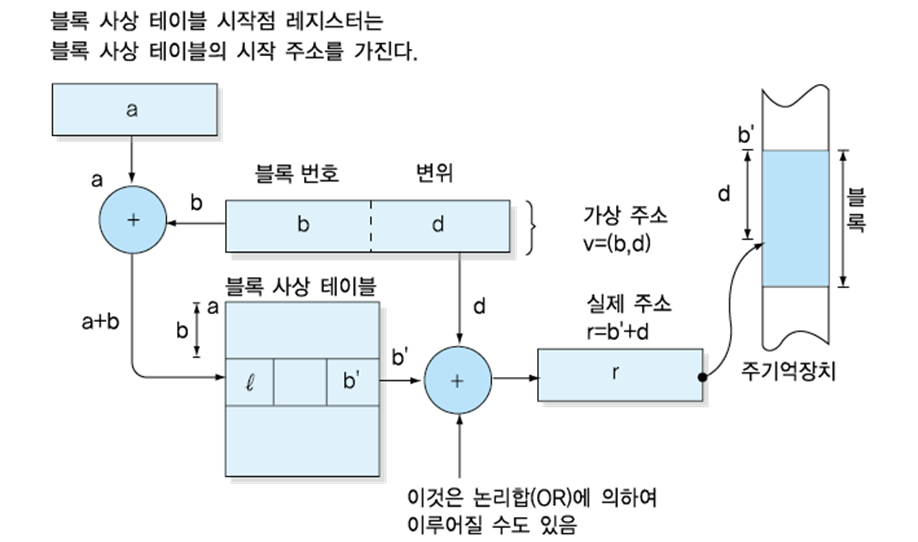 블록 사상 테이블 시작점 레지스터는
블록 사상 테이블의 시작 주소를 가진다.
a
a
+
b
블록 번호
변위
b
d
가상 주소
v=(b,d)
b'
d
블록
블록 사상 테이블
a+b
b
a
ℓ
b'
b'
d
+
실제 주소
r=b'+d
r
주기억장치
이것은 논리합(OR)에 의하여
이루어질 수도 있음